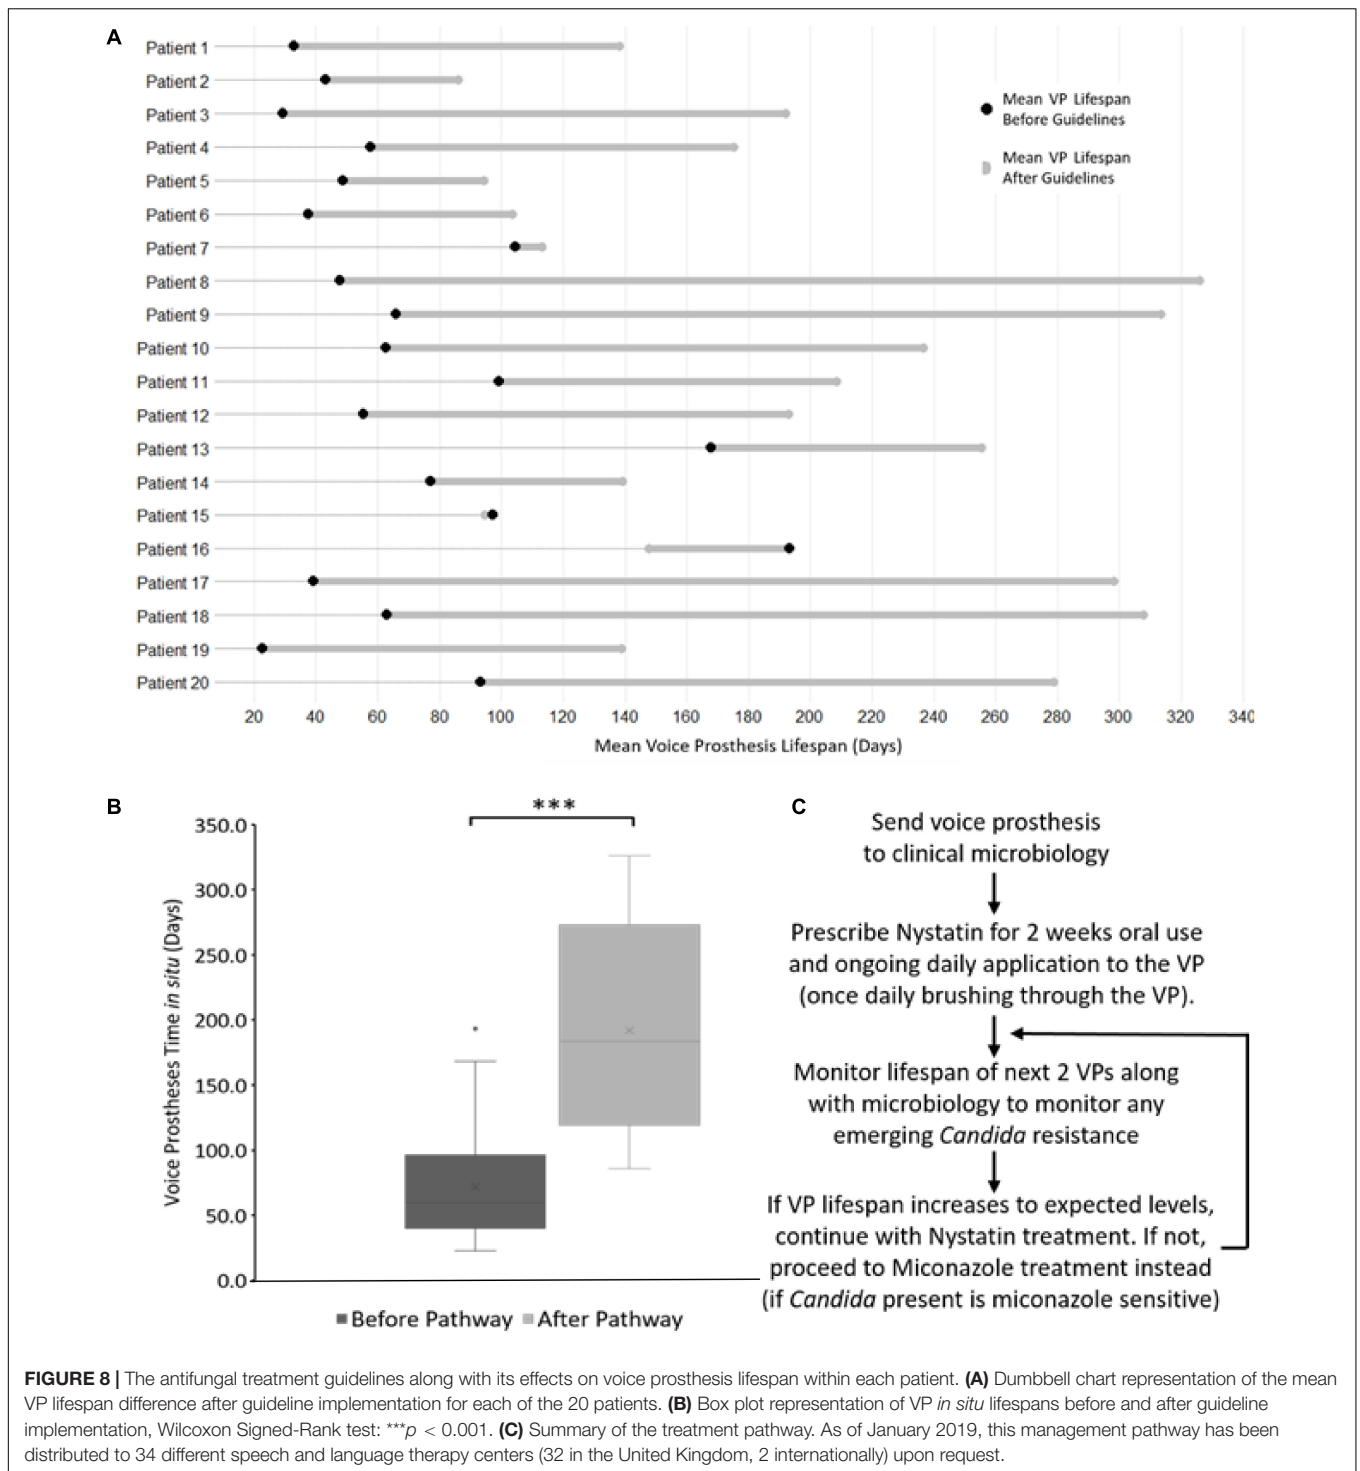 A
Patient 1
Patient 2
Patient 3
Patient 4
Patient 5
Patient 6
Patient 7
Patient 8
Patient 9
Patient 10
Patient 11
Patient 12
Patient 13
Patient 14
Patient 15
Patient 16
Patient 17
Patient 18
Patient 19
Patient 20
Mean VP Lifespan
Before Guidelines
Mean VP Lifespan
After Guidelines
20 40 60 80 100 120 140 160 180 200 220 240 260 280 300 320 340
Mean Voice Prosthesis Lifespan (Days)
B
***
350.0
300.0
250.0
200.0
150.0
100.0
50.0
0.0
Voice Prostheses Time in situ (Days)
Before Pathway After Pathway
C
Send voice prosthesis
to clinical microbiology
Prescribe Nystatin for 2 weeks oral use
and ongoing daily application to the VP
(once daily brushing through the VP).
Monitor lifespan of next 2 VPs along
with microbiology to monitor any
emerging Candida resistance
If VP lifespan increases to expected levels,
continue with Nystatin treatment. If not,
proceed to Miconazole treatment instead
(if Candida present is miconazole sensitive)
FIGURE 8 | The antifungal treatment guidelines along with its effects on voice prosthesis lifespan within each patient. (A) Dumbbell chart representation of the mean
VP lifespan difference after guideline implementation for each of the 20 patients. (B) Box plot representation of VP in situ lifespans before and after guideline
implementation, Wilcoxon Signed-Rank test: ***p < 0.001. (C) Summary of the treatment pathway. As of January 2019, this management pathway has been
distributed to 34 different speech and language therapy centers (32 in the United Kingdom, 2 internationally) upon request.